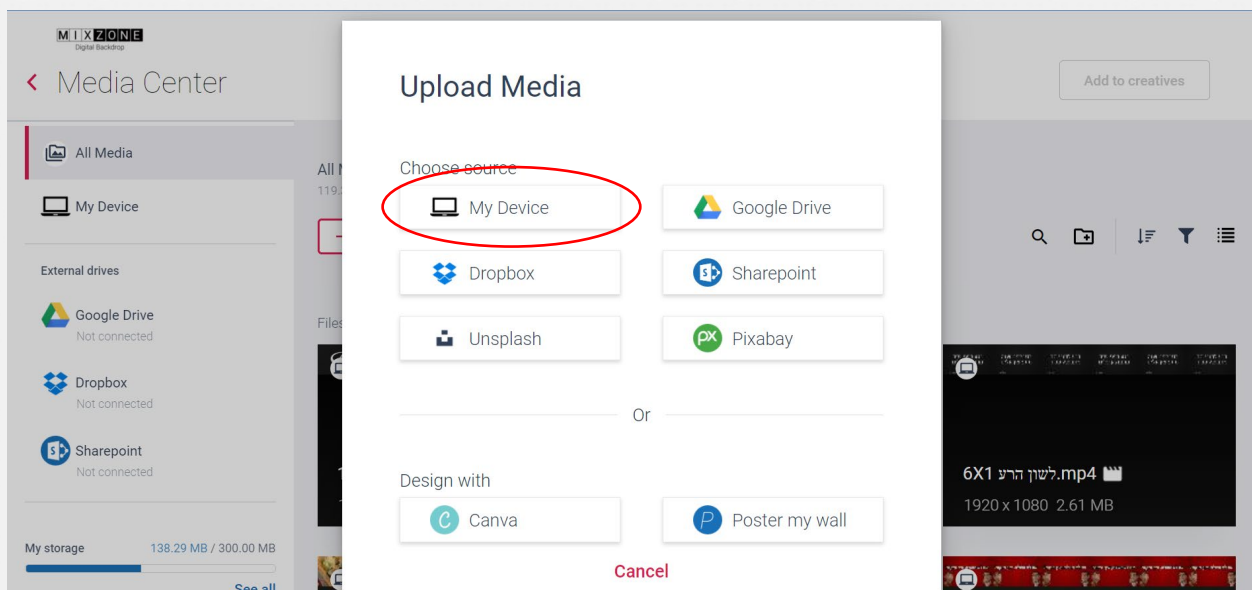 MIXZONE
Digital Backdrop
Media Center
Add to creatives
All Media
My Device
External drives
Google Drive
Not connected
Dropbox
Not connected
Sharepoint
Not connected
My storage 138.29 MB / 300.00 MB
See all
All
119.
Files
Upload Media
Choose source
My Device
Google Drive
Dropbox
Sharepoint
Unsplash
Pixabay
Or
Design with
Canva
Poster my wall
Cancel
6X1 לשון הרע.mp4
1920 x 1080 2.61 MB